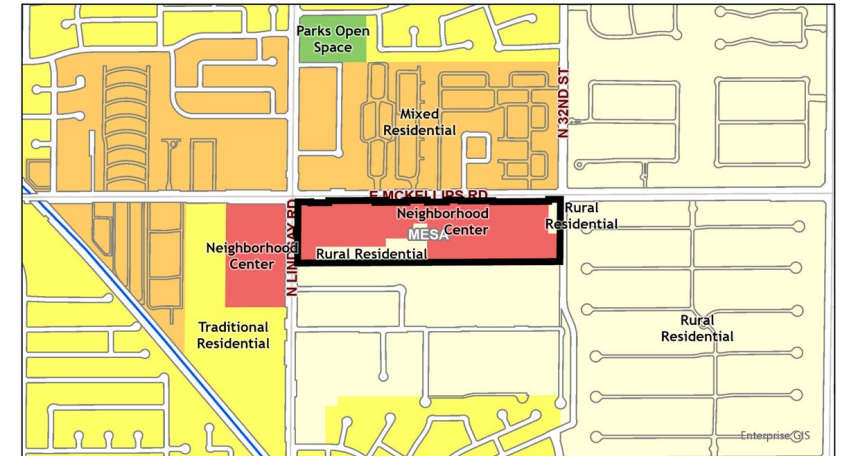 Parks Open
Space
N 32ND ST
Mixed
Residential
E MCKELLIPS RD
N LINDSAY RD
Neighborhood
Center
MESA
Rural
Residential
Neighborhood
Center
Rural Residential
Traditional
Residential
Rural
Residential
Enterprise GIS